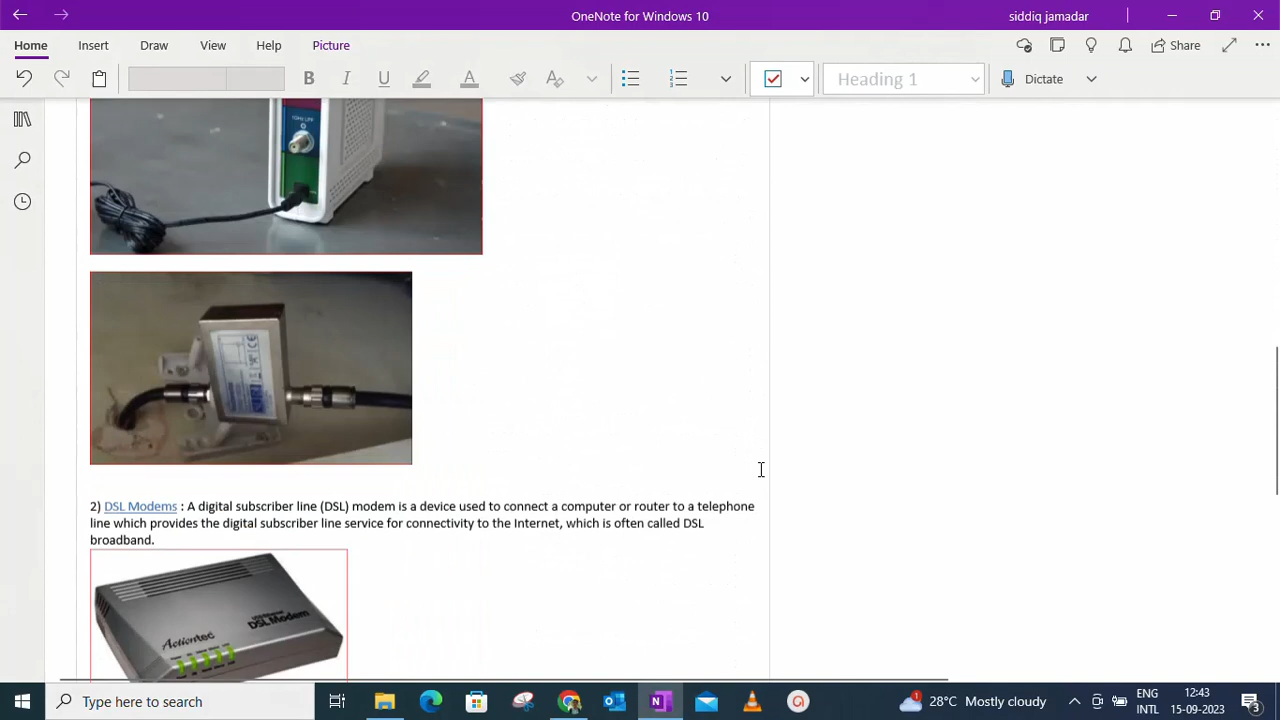 OneNote for Windows 10
siddiq jamadar
Home
Insert
Draw
View
Help
Picture
Share
B
I
U
A
Heading 1
Dictate
2) DSL Modems : A digital subscriber line (DSL) modem is a device used to connect a computer or router to a telephone
line which provides the digital subscriber line service for connectivity to the Internet, which is often called DSL
broadband.
DSL Modem
Actiontec
Type here to search
28°C Mostly cloudy
ENG
INTL
12:43
15-09-2023